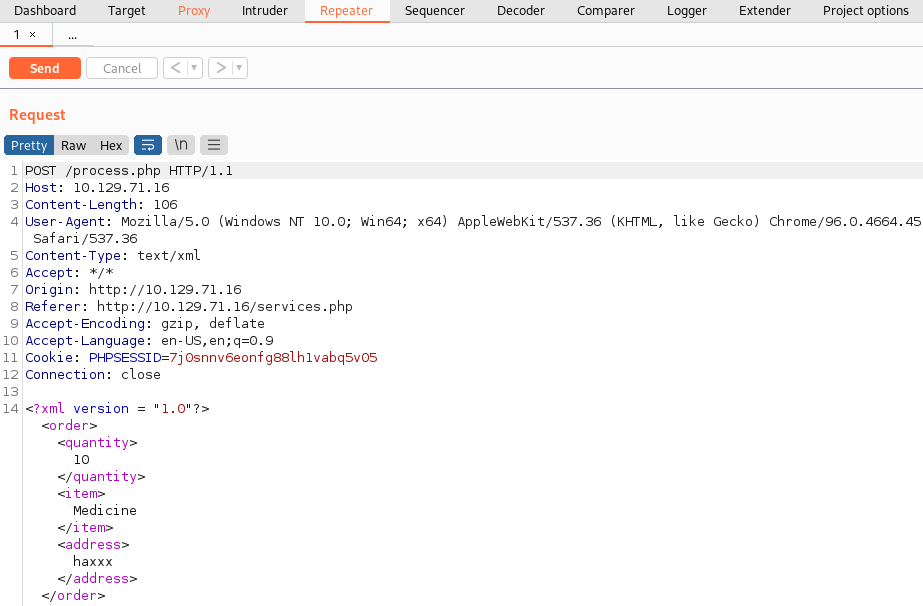 Dashboard Target Proxy Intruder Repeater Sequencer Decoder Comparer Logger Extender Project options
1 × ...
Send Cancel < ▼ > ▼
Request
Pretty Raw Hex \n
1 POST /process.php HTTP/1.1
2 Host: 10.129.71.16
3 Content-Length: 106
4 User-Agent: Mozilla/5.0 (Windows NT 10.0; Win64; x64) AppleWebKit/537.36 (KHTML, like Gecko) Chrome/96.0.4664.45
Safari/537.36
5 Content-Type: text/xml
6 Accept: */*
7 Origin: http://10.129.71.16
8 Referer: http://10.129.71.16/services.php
9 Accept-Encoding: gzip, deflate
10 Accept-Language: en-US,en;q=0.9
11 Cookie: PHPSESSID=7j0snnv6eonfg88lh1vabq5v05
12 Connection: close
13
14 <?xml version = "1.0"?>
<order>
<quantity>
10
</quantity>
<item>
Medicine
</item>
<address>
haxxx
</address>
</order>